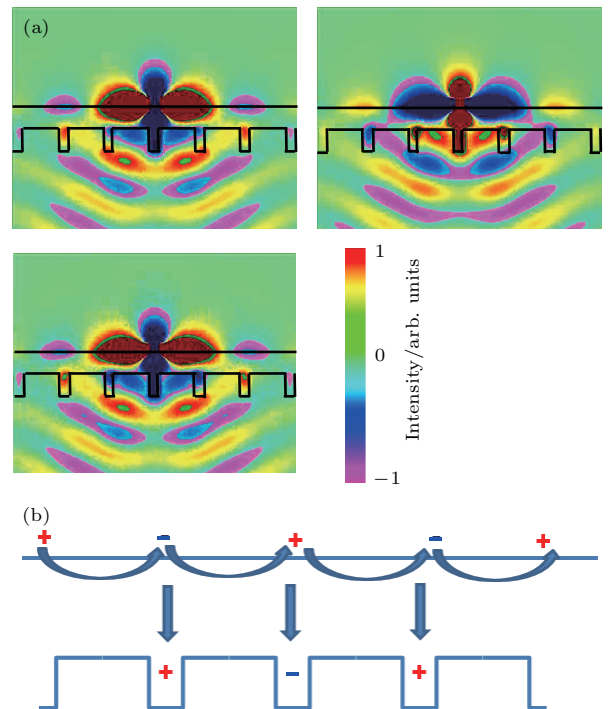 (a)
1
0
−1
Intensity/arb. units
(b)
+ − + − +
+ − +